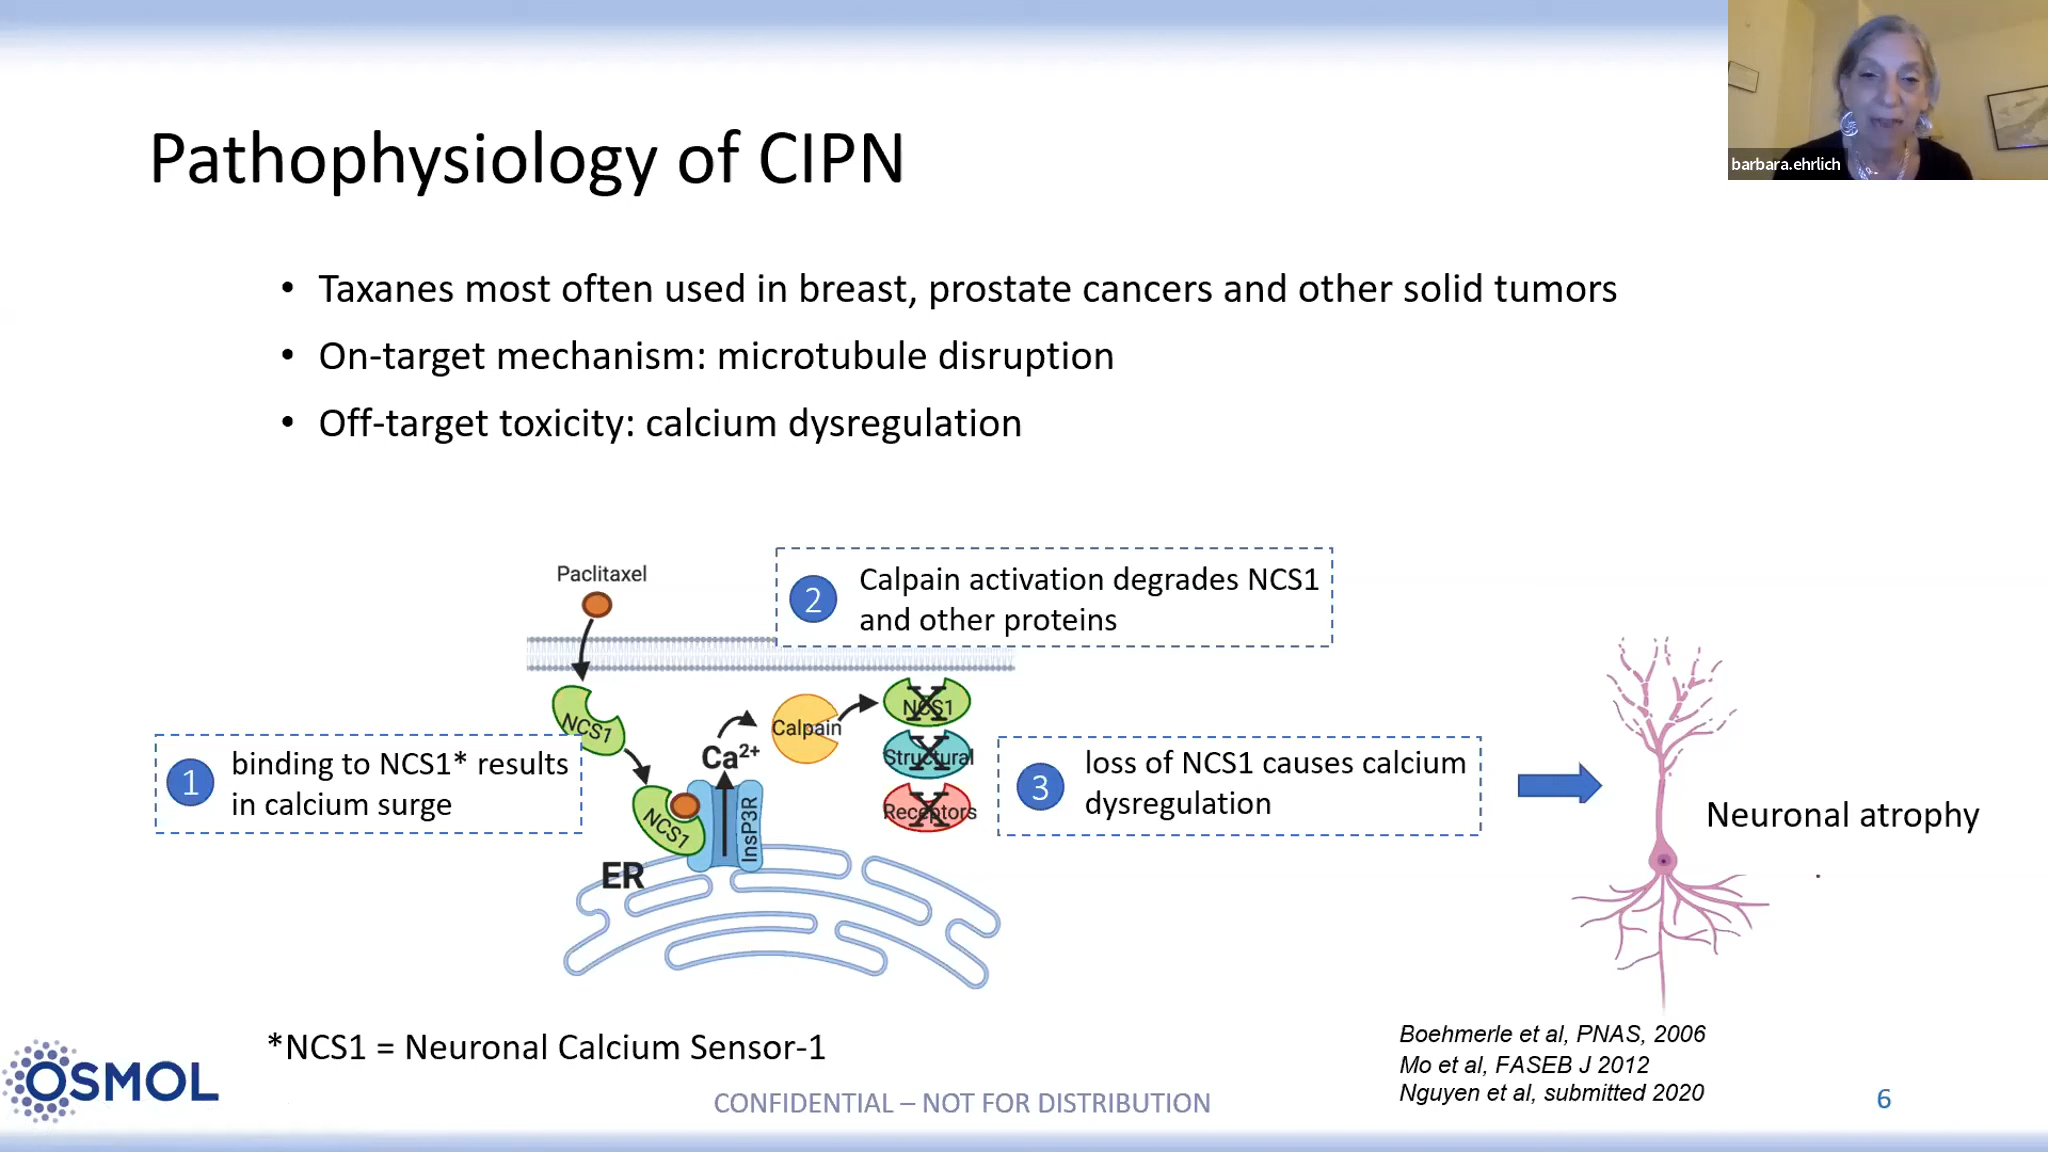 barbara.ehrlich
Pathophysiology of CIPN
• Taxanes most often used in breast, prostate cancers and other solid tumors
• On-target mechanism: microtubule disruption
• Off-target toxicity: calcium dysregulation
Paclitaxel
2
Calpain activation degrades NCS1
and other proteins
NCS1
1
binding to NCS1* results
in calcium surge
NCS1
ER
InsP3R
Ca²⁺
Calpain
NCS1
Structural
Receptors
3
loss of NCS1 causes calcium
dysregulation
Neuronal atrophy
.
*NCS1 = Neuronal Calcium Sensor-1
Boehmerle et al, PNAS, 2006
Mo et al, FASEB J 2012
Nguyen et al, submitted 2020
OSMOL
CONFIDENTIAL – NOT FOR DISTRIBUTION
6